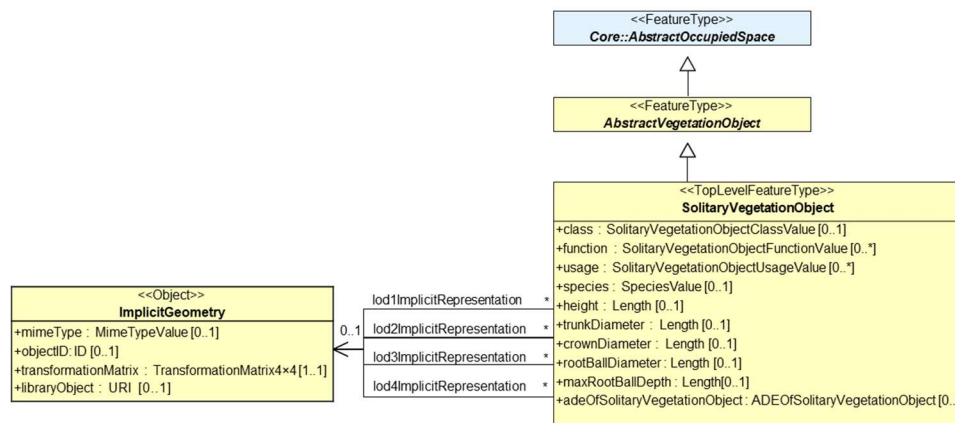 <<FeatureType>>
Core::AbstractOccupiedSpace
<<FeatureType>>
AbstractVegetationObject
<<TopLevelFeatureType>>
SolitaryVegetationObject
+class : SolitaryVegetationObjectClassValue [0..1]
+function : SolitaryVegetationObjectFunctionValue [0..*]
+usage : SolitaryVegetationObjectUsageValue [0..*]
+species : SpeciesValue [0..1]
+height : Length [0..1]
+trunkDiameter : Length [0..1]
+crownDiameter : Length [0..1]
+rootBallDiameter : Length [0..1]
+maxRootBallDepth : Length[0..1]
+adeOfSolitaryVegetationObject : ADEOfSolitaryVegetationObject [0..
<<Object>>
ImplicitGeometry
+mimeType : MimeTypeValue [0..1]
+objectID: ID [0..1]
+transformationMatrix : TransformationMatrix4×4 [1..1]
+libraryObject : URI [0..1]
0..1
lod1ImplicitRepresentation *
lod2ImplicitRepresentation *
lod3ImplicitRepresentation *
lod4ImplicitRepresentation *